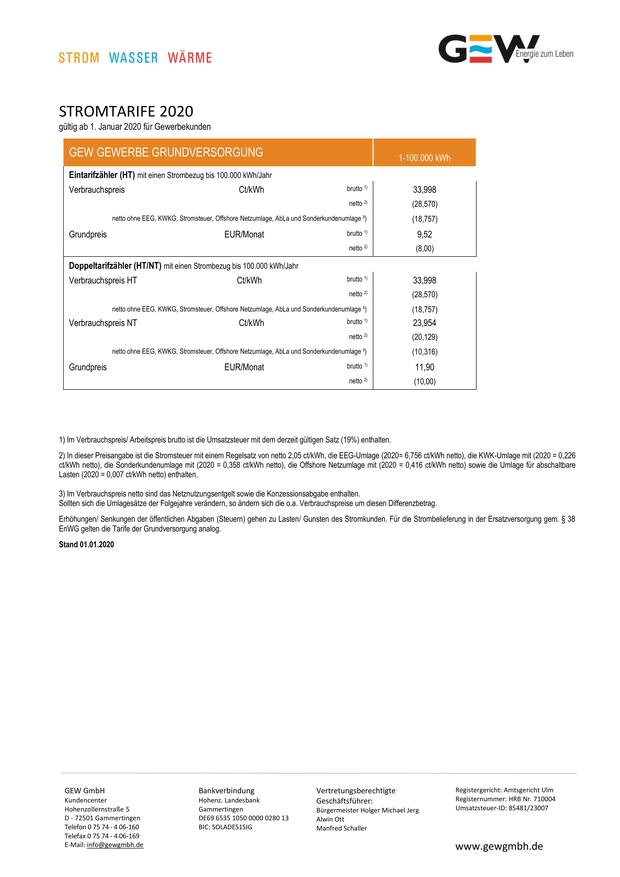 STROM WASSER WÄRME
GEW Energie zum Leben
STROMTARIFE 2020
gültig ab 1. Januar 2020 für Gewerbekunden
GEW GEWERBE GRUNDVERSORGUNG 1-100.000 kWh
Eintarifzähler (HT) mit einen Strombezug bis 100.000 kWh/Jahr
Verbrauchspreis Ct/kWh brutto 1) 33,998
netto 2) (28,570)
netto ohne EEG, KWKG, Stromsteuer, Offshore Netzumlage, AbLa und Sonderkundenumlage ³) (18,757)
Grundpreis EUR/Monat brutto 1) 9,52
netto 2) (8,00)
Doppeltarifzähler (HT/NT) mit einen Strombezug bis 100.000 kWh/Jahr
Verbrauchspreis HT Ct/kWh brutto 1) 33,998
netto 2) (28,570)
netto ohne EEG, KWKG, Stromsteuer, Offshore Netzumlage, AbLa und Sonderkundenumlage ³) (18,757)
Verbrauchspreis NT Ct/kWh brutto 1) 23,954
netto 2) (20,129)
netto ohne EEG, KWKG, Stromsteuer, Offshore Netzumlage, AbLa und Sonderkundenumlage ³) (10,316)
Grundpreis EUR/Monat brutto 1) 11,90
netto 2) (10,00)
1) Im Verbrauchspreis/ Arbeitspreis brutto ist die Umsatzsteuer mit dem derzeit gültigen Satz (19%) enthalten.
2) In dieser Preisangabe ist die Stromsteuer mit einem Regelsatz von netto 2,05 ct/kWh, die EEG-Umlage (2020= 6,756 ct/kWh netto), die KWK-Umlage mit (2020 = 0,226
ct/kWh netto), die Sonderkundenumlage mit (2020 = 0,358 ct/kWh netto), die Offshore Netzumlage mit (2020 = 0,416 ct/kWh netto) sowie die Umlage für abschaltbare
Lasten (2020 = 0,007 ct/kWh netto) enthalten.
3) Im Verbrauchspreis netto sind das Netznutzungsentgelt sowie die Konzessionsabgabe enthalten.
Sollten sich die Umlagesätze der Folgejahre verändern, so ändern sich die o.a. Verbrauchspreise um diesen Differenzbetrag.
Erhöhungen/ Senkungen der öffentlichen Abgaben (Steuern) gehen zu Lasten/ Gunsten des Stromkunden. Für die Strombelieferung in der Ersatzversorgung gem. § 38
EnWG gelten die Tarife der Grundversorgung analog.
Stand 01.01.2020
GEW GmbH
Kundencenter
Hohenzollernstraße 5
D - 72501 Gammertingen
Telefon 0 75 74 - 4 06-160
Telefax 0 75 74 - 4 06-169
E-Mail: info@gewgmbh.de
Bankverbindung
Hohenz. Landesbank
Gammertingen
DE69 6535 1050 0000 0280 13
BIC: SOLADES1SIG
Vertretungsberechtigte
Geschäftsführer:
Bürgermeister Holger Michael Jerg
Alwin Ott
Manfred Schaller
Registergericht: Amtsgericht Ulm
Registernummer: HRB Nr. 710004
Umsatzsteuer-ID: 85481/23007
www.gewgmbh.de